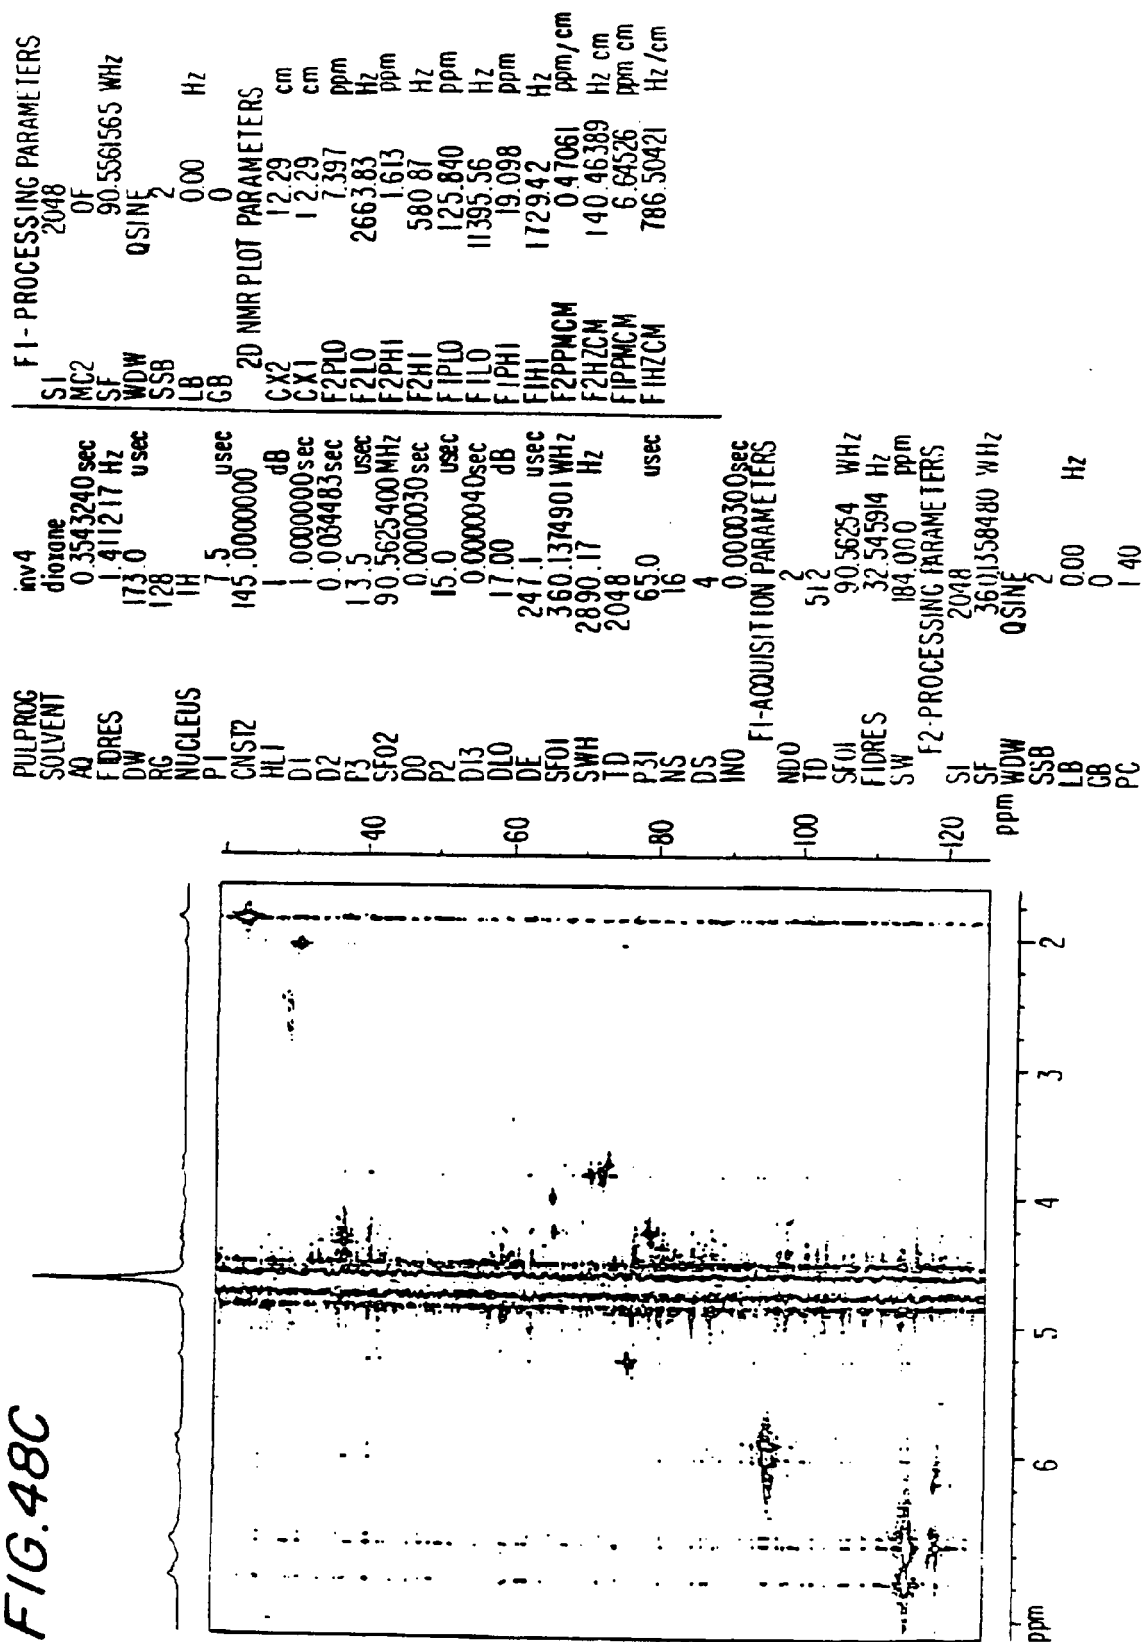 FIG.48C
40
60
80
100
120
ppm
2
3
4
5
6
ppm
PULPROG inv4
SOLVENT dioxane
AQ 0.3543240 sec
FIDRES 1.411217 Hz
DW 173.0 usec
RG 128
NUCLEUS 1H
P1 7.5 usec
CNST2 145.0000000
HL1 1 dB
D1 1.0000000 sec
D2 0.0034483 sec
P3 13.5 usec
SFO2 90.5625400 MHz
D0 0.0000030 sec
P2 15.0 usec
D13 0.0000040 sec
DLO 17.00 dB
DE 247.1 usec
SFO1 360.1374901 WHz
SWH 2890.17 Hz
TD 2048
P31 65.0 usec
NS 16
DS 4
IN0 0.0000300 sec
F1-ACQUISITION PARAMETERS
ND0 2
TD 512
SFO1 90.56254 WHz
FIDRES 32.545914 Hz
SW 184.000 ppm
F2-PROCESSING PARAMETERS
SI 2048
SF 360.1358480 WHz
WDW QSINE
SSB 2
LB 0.00 Hz
GB 0
PC 1 40
F1-PROCESSING PARAMETERS
SI 2048
MC2 OF
SF 90.5561565 WHz
WDW QSINE
SSB 2
LB 0.00 Hz
GB 0
2D NMR PLOT PARAMETERS
CX2 12.29 cm
CX1 12.29 cm
F2PLO 7.397 ppm
F2LO 2663.83 Hz
F2PHI 1.613 ppm
F2HI 580 87 Hz
F1PLO 125.840 ppm
F1LO 11395.56 Hz
F1PHI 19.098 ppm
F1HI 1729.42 Hz
F2PPMCM 0.47061 ppm/cm
F2HZCM 140.46389 Hz cm
F1PPMCM 6.64526 ppm cm
F1HZCM 786.50421 Hz/cm